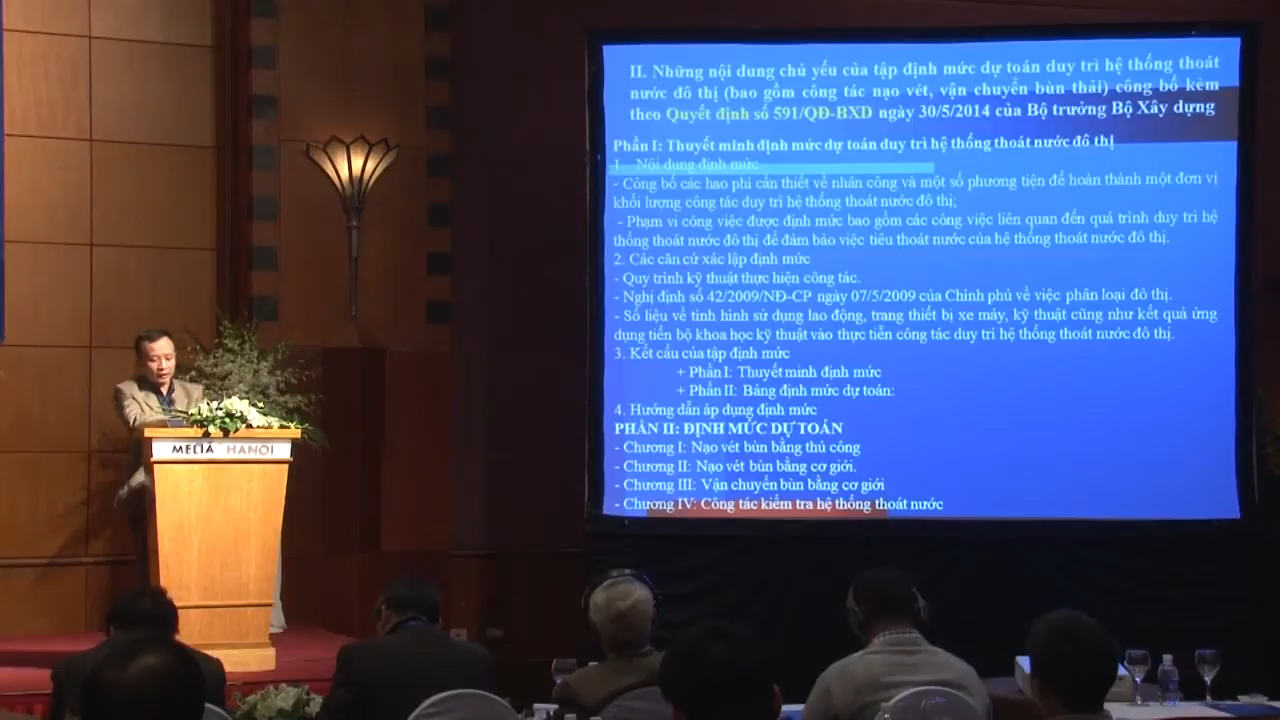 II. Những nội dung chủ yếu của tập định mức dự toán duy trì hệ thống thoát
nước đô thị (bao gồm công tác nạo vét, vận chuyển bùn thải) công bố kèm
theo Quyết định số 591/QĐ-BXD ngày 30/5/2014 của Bộ trưởng Bộ Xây dựng
Phần I: Thuyết minh định mức dự toán duy trì hệ thống thoát nước đô thị
1. Nội dung định mức
- Công bố các hao phí cần thiết về nhân công và một số phương tiện để hoàn thành một đơn vị
khối lượng công tác duy trì hệ thống thoát nước đô thị;
- Phạm vi công việc được định mức bao gồm các công việc liên quan đến quá trình duy trì hệ
thống thoát nước đô thị để đảm bảo việc tiêu thoát nước của hệ thống thoát nước đô thị.
2. Các căn cứ xác lập định mức
- Quy trình kỹ thuật thực hiện công tác.
- Nghị định số 42/2009/NĐ-CP ngày 07/5/2009 của Chính phủ về việc phân loại đô thị.
- Số liệu về tình hình sử dụng lao động, trang thiết bị xe máy, kỹ thuật cũng như kết quả ứng
dụng tiến bộ khoa học kỹ thuật vào thực tiễn công tác duy trì hệ thống thoát nước đô thị.
3. Kết cấu của tập định mức
+ Phần I: Thuyết minh định mức
+ Phần II: Bảng định mức dự toán:
4. Hướng dẫn áp dụng định mức
PHẦN II: ĐỊNH MỨC DỰ TOÁN
- Chương I: Nạo vét bùn bằng thủ công
- Chương II: Nạo vét bùn bằng cơ giới.
- Chương III: Vận chuyển bùn bằng cơ giới
- Chương IV: Công tác kiểm tra hệ thống thoát nước
MELIÃ HANOI